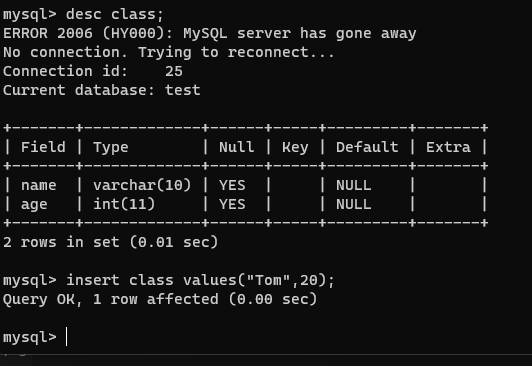 mysql> desc class;
ERROR 2006 (HY000): MySQL server has gone away
No connection. Trying to reconnect...
Connection id:    25
Current database: test
+-------+-------------+------+-----+---------+-------+
| Field | Type        | Null | Key | Default | Extra |
+-------+-------------+------+-----+---------+-------+
| name  | varchar(10) | YES  |     | NULL    |       |
| age   | int(11)     | YES  |     | NULL    |       |
+-------+-------------+------+-----+---------+-------+
2 rows in set (0.01 sec)
mysql> insert class values("Tom",20);
Query OK, 1 row affected (0.00 sec)
mysql>